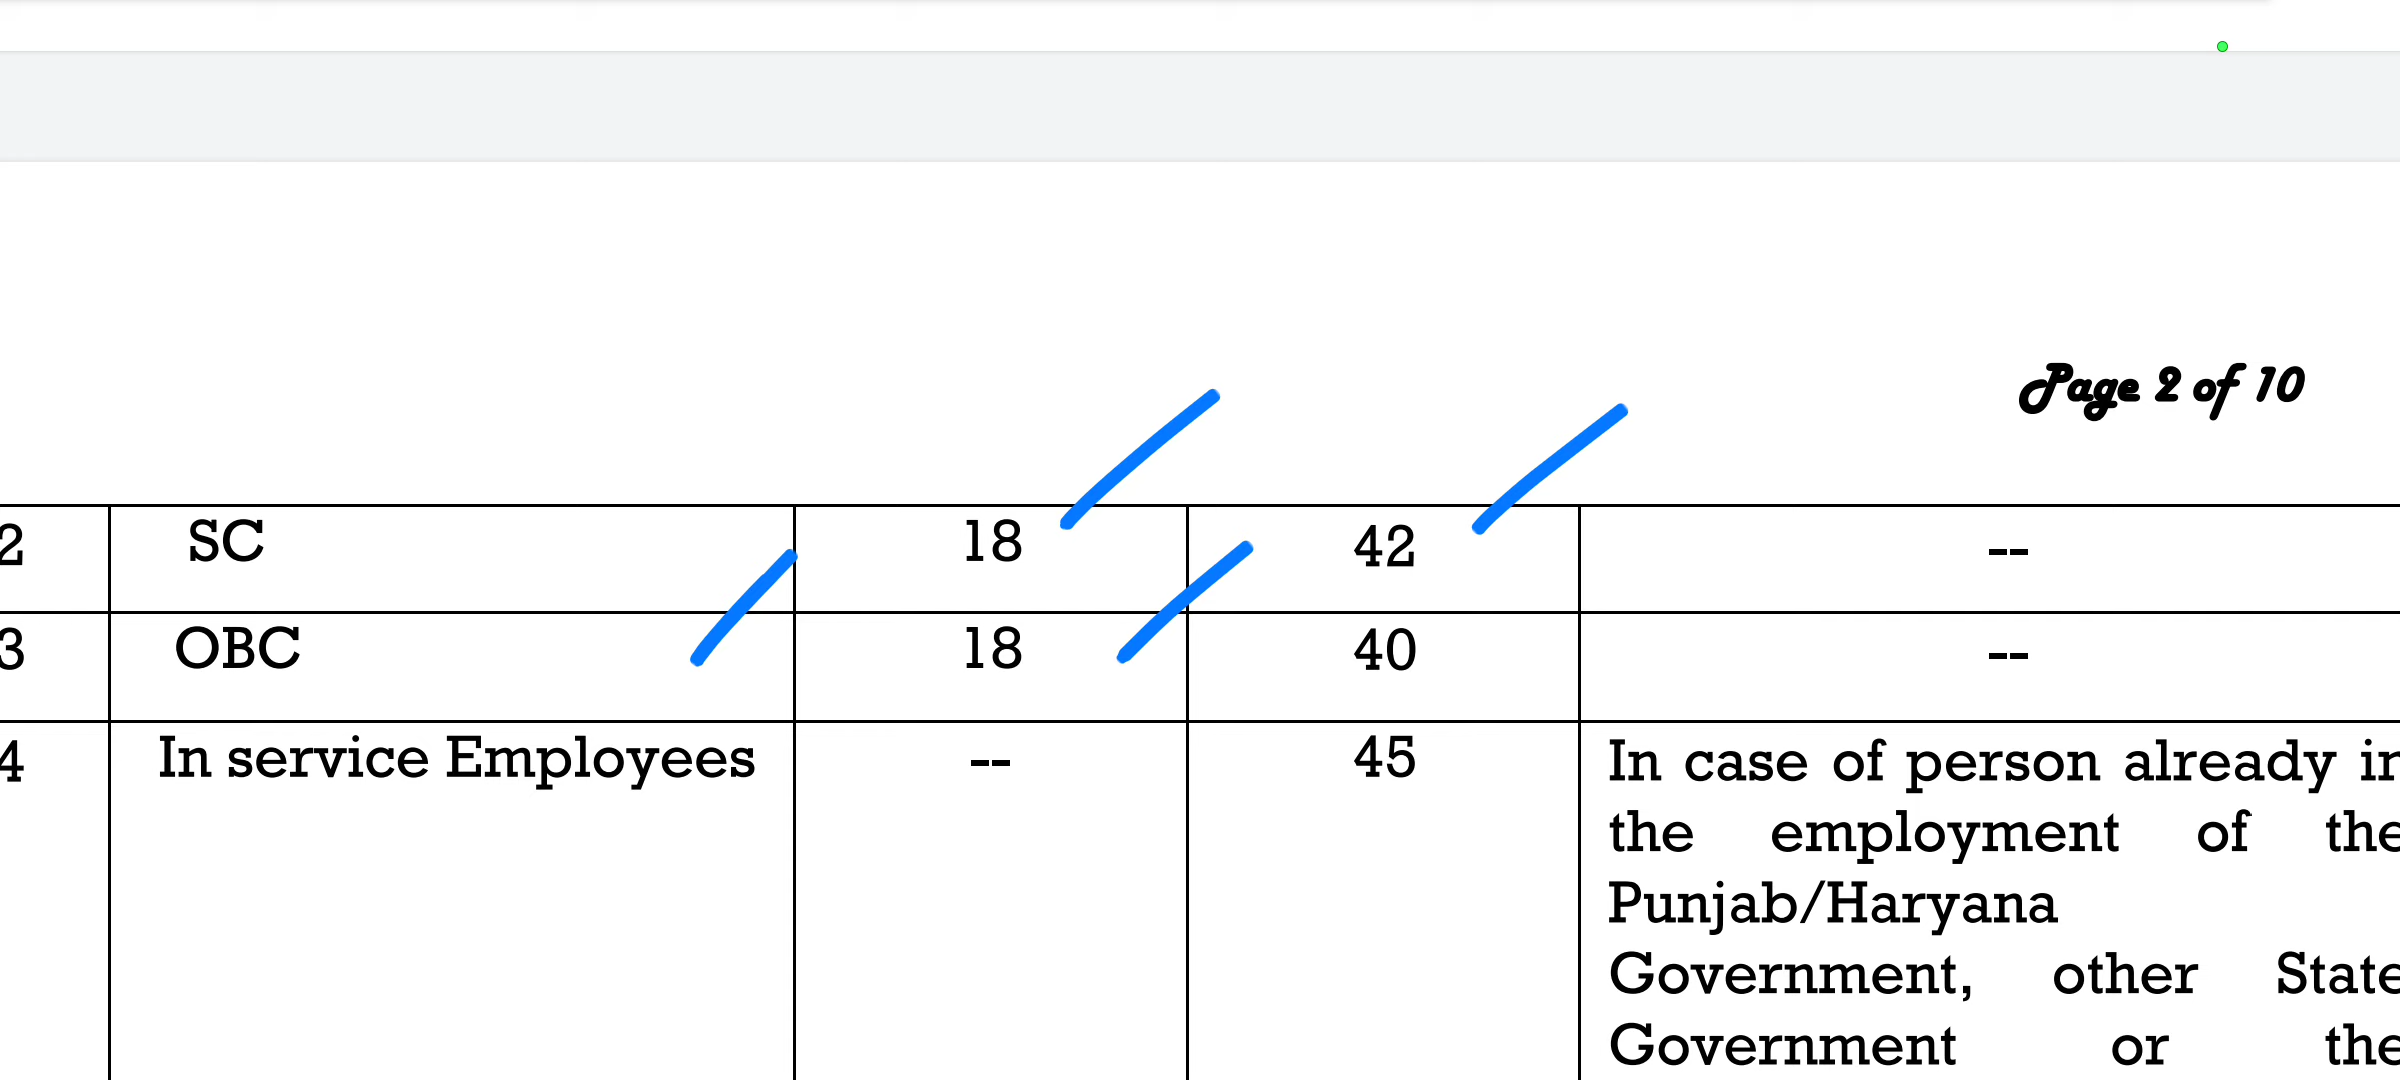 Page 2 of 10
2 SC 18 42 --
3 OBC 18 40 --
4 In service Employees -- 45 In case of person already in
the employment of the
Punjab/Haryana
Government, other State
Government or the